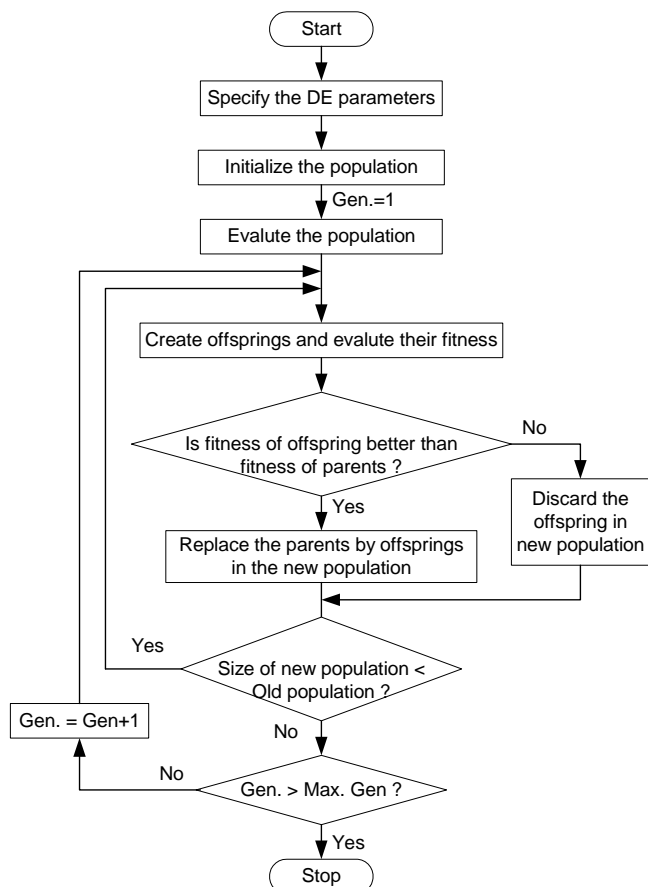 Start
Specify the DE parameters
Initialize the population
Gen.=1
Evalute the population
Create offsprings and evalute their fitness
Is fitness of offspring better than
fitness of parents ?
No
Yes
Discard the
offspring in
new population
Replace the parents by offsprings
in the new population
Yes
Size of new population <
Old population ?
Gen. = Gen+1
No
No
Gen. > Max. Gen ?
Yes
Stop